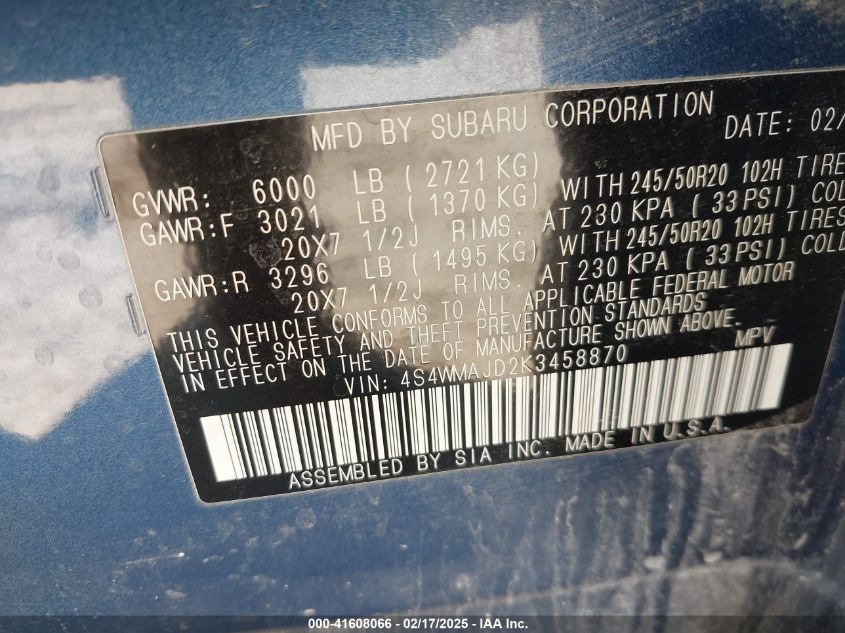 MFD BY SUBARU CORPORATION DATE: 02/
GVWR: 6000 LB ( 2721 KG)
GAWR:F 3021 LB ( 1370 KG) WITH 245/50R20 102H TIRE
20X7 1/2J RIMS. AT 230 KPA ( 33 PSI) COL
GAWR:R 3296 LB ( 1495 KG) WITH 245/50R20 102H TIRES
20X7 1/2J RIMS. AT 230 KPA ( 33 PSI) COLD
THIS VEHICLE CONFORMS TO ALL APPLICABLE FEDERAL MOTOR
VEHICLE SAFETY AND THEFT PREVENTION STANDARDS
IN EFFECT ON THE DATE OF MANUFACTURE SHOWN ABOVE.
VIN: 4S4WMAJD2K3458870 MPV
ASSEMBLED BY SIA INC. MADE IN U.S.A.
000-41608066 - 02/17/2025 - IAA Inc.